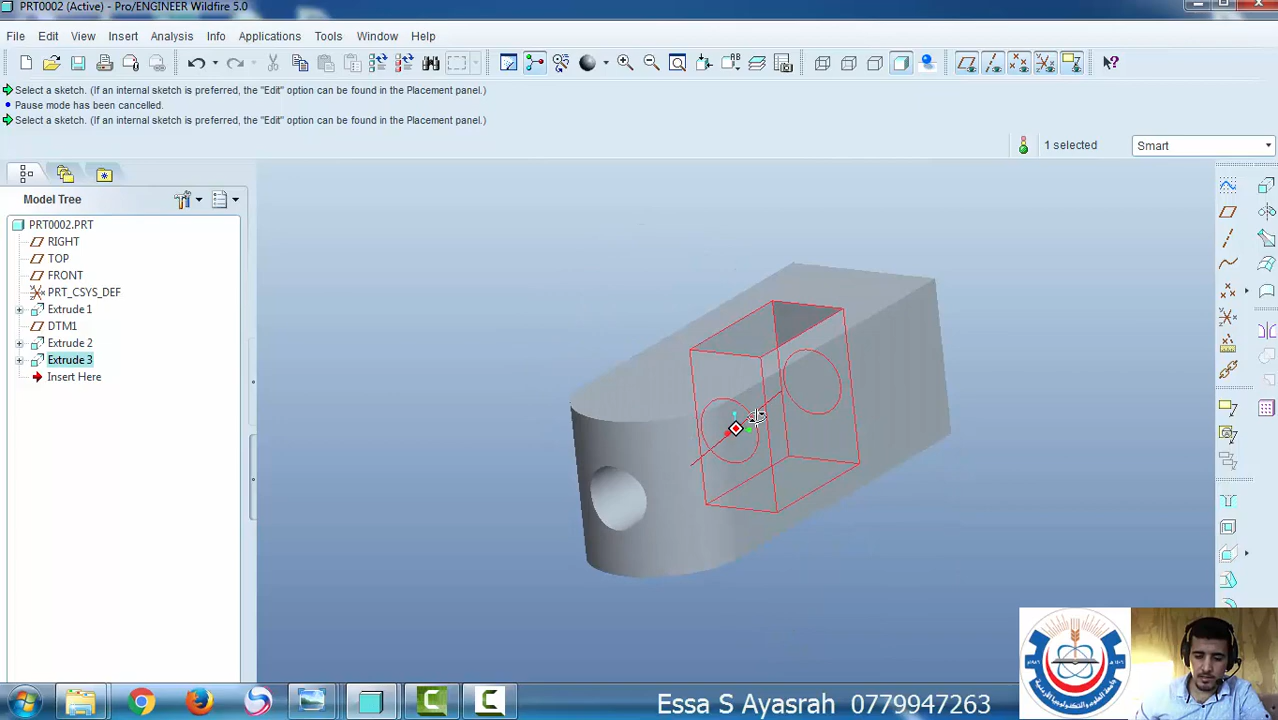 PRT0002 (Active) - Pro/ENGINEER Wildfire 5.0
File Edit View Insert Analysis Info Applications Tools Window Help
Select a sketch. (If an internal sketch is preferred, the "Edit" option can be found in the Placement panel.)
Pause mode has been cancelled.
Select a sketch. (If an internal sketch is preferred, the "Edit" option can be found in the Placement panel.)
1 selected
Smart
Model Tree
PRT0002.PRT
RIGHT
TOP
FRONT
PRT_CSYS_DEF
Extrude 1
DTM1
Extrude 2
Extrude 3
Insert Here
Essa S Ayasrah 0779947263